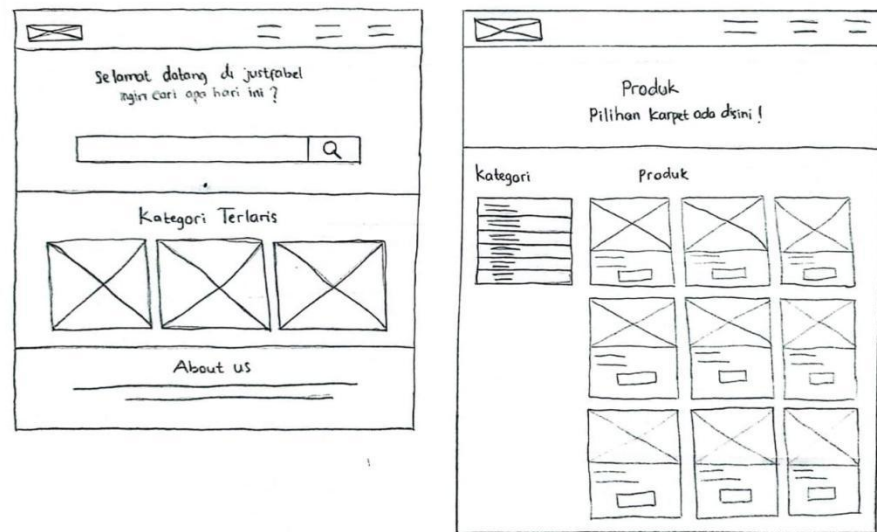 Selamat datang di justfabel
ingin cari apa hari ini ?
Kategori Terlaris
About us
Produk
Pilihan karpet ada disini !
Kategori
Produk